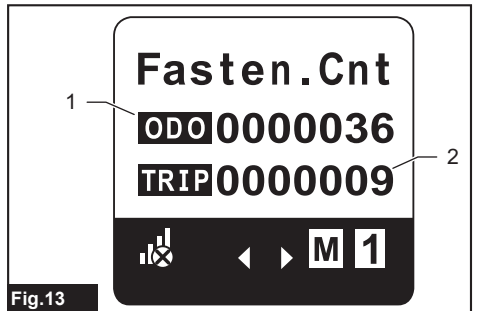 Fasten.Cnt
1
ODO 0000036
TRIP 0000009
2
M 1
Fig.13